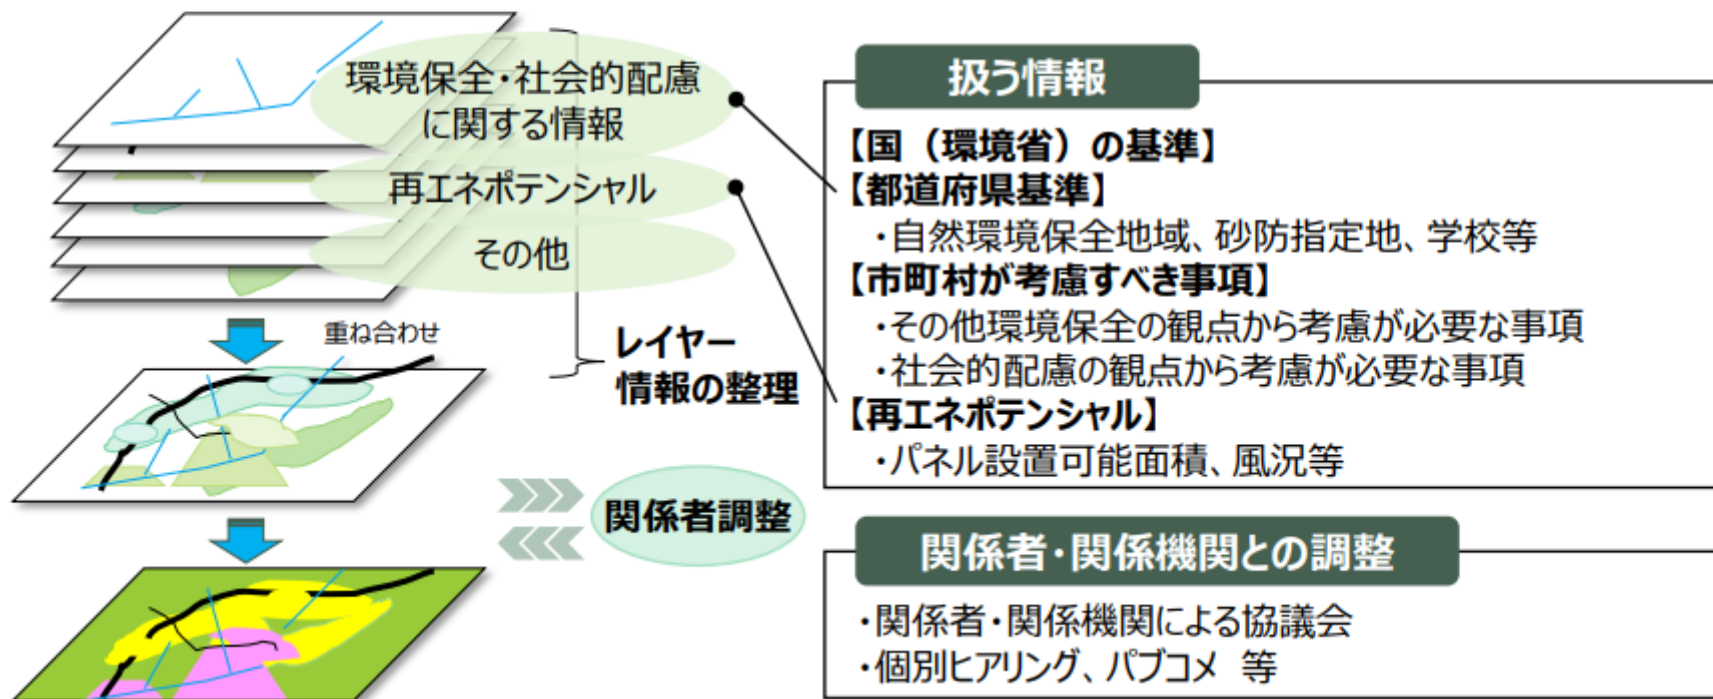 環境保全・社会的配慮
に関する情報
再エネポテンシャル
その他
重ね合わせ
レイヤー
情報の整理
関係者調整
扱う情報
【国（環境省）の基準】
【都道府県基準】
・自然環境保全地域、砂防指定地、学校等
【市町村が考慮すべき事項】
・その他環境保全の観点から考慮が必要な事項
・社会的配慮の観点から考慮が必要な事項
【再エネポテンシャル】
・パネル設置可能面積、風況等
関係者・関係機関との調整
・関係者・関係機関による協議会
・個別ヒアリング、パブコメ 等